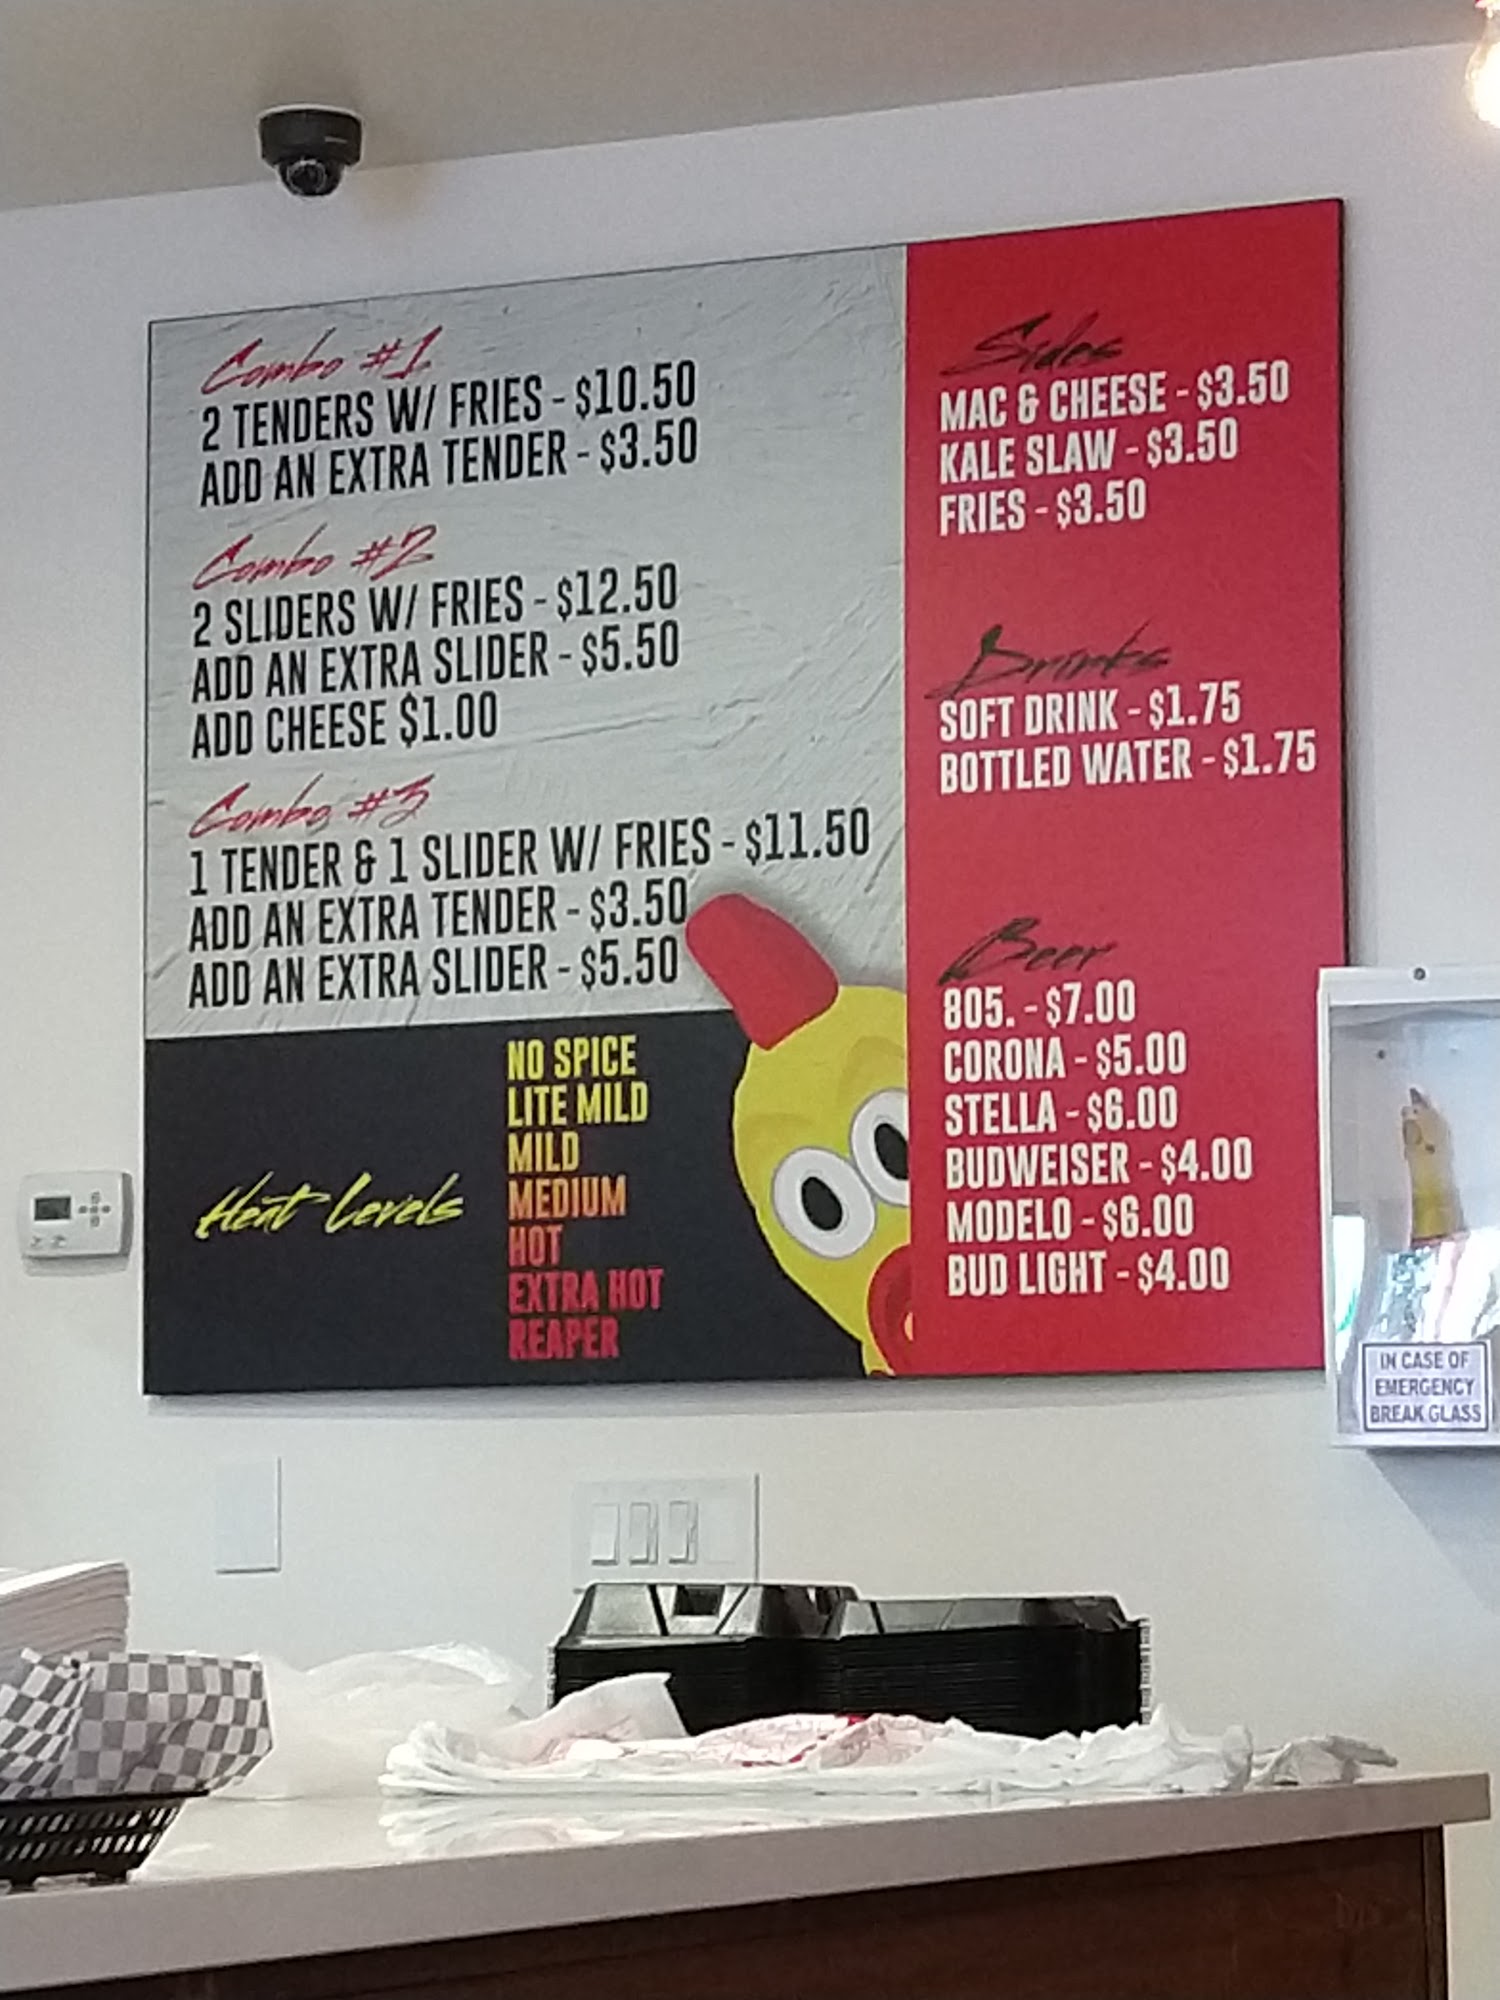 Combo #1
2 TENDERS W/ FRIES - $10.50
ADD AN EXTRA TENDER - $3.50
Combo #2
2 SLIDERS W/ FRIES - $12.50
ADD AN EXTRA SLIDER - $5.50
ADD CHEESE $1.00
Combo #3
1 TENDER & 1 SLIDER W/ FRIES - $11.50
ADD AN EXTRA TENDER - $3.50
ADD AN EXTRA SLIDER - $5.50
Heat Levels
NO SPICE
LITE MILD
MILD
MEDIUM
HOT
EXTRA HOT
REAPER
Sides
MAC & CHEESE - $3.50
KALE SLAW - $3.50
FRIES - $3.50
Drinks
SOFT DRINK - $1.75
BOTTLED WATER - $1.75
Beer
805. - $7.00
CORONA - $5.00
STELLA - $6.00
BUDWEISER - $4.00
MODELO - $6.00
BUD LIGHT - $4.00
IN CASE OF
EMERGENCY
BREAK GLASS